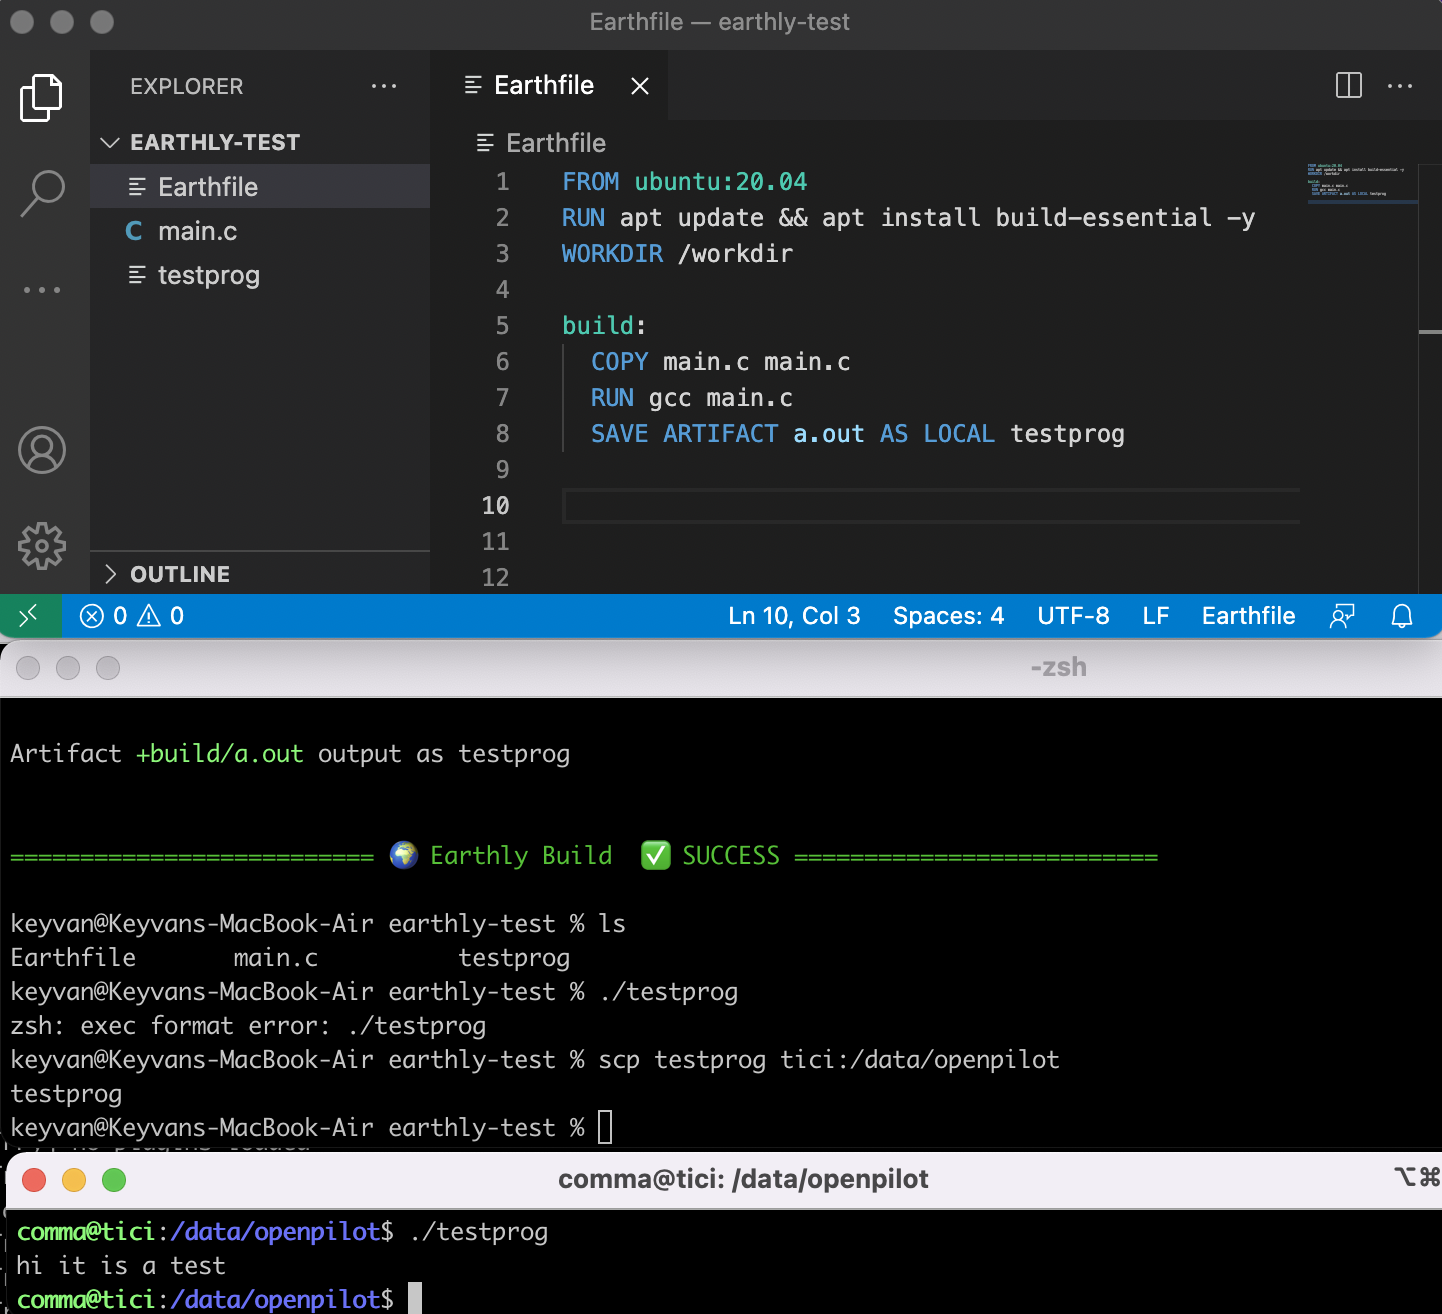 Earthfile — earthly-test
EXPLORER
Earthfile
EARTHLY-TEST
Earthfile
main.c
testprog
OUTLINE
Earthfile
1 FROM ubuntu:20.04
2 RUN apt update && apt install build-essential -y
3 WORKDIR /workdir
4
5 build:
6 COPY main.c main.c
7 RUN gcc main.c
8 SAVE ARTIFACT a.out AS LOCAL testprog
9
10
11
12
0 0 Ln 10, Col 3 Spaces: 4 UTF-8 LF Earthfile
-zsh
Artifact +build/a.out output as testprog
========================== 🌍 Earthly Build ✅ SUCCESS ==========================
keyvan@Keyvans-MacBook-Air earthly-test % ls
Earthfile main.c testprog
keyvan@Keyvans-MacBook-Air earthly-test % ./testprog
zsh: exec format error: ./testprog
keyvan@Keyvans-MacBook-Air earthly-test % scp testprog tici:/data/openpilot
testprog
keyvan@Keyvans-MacBook-Air earthly-test %
comma@tici: /data/openpilot ⌥⌘
comma@tici:/data/openpilot$ ./testprog
hi it is a test
comma@tici:/data/openpilot$